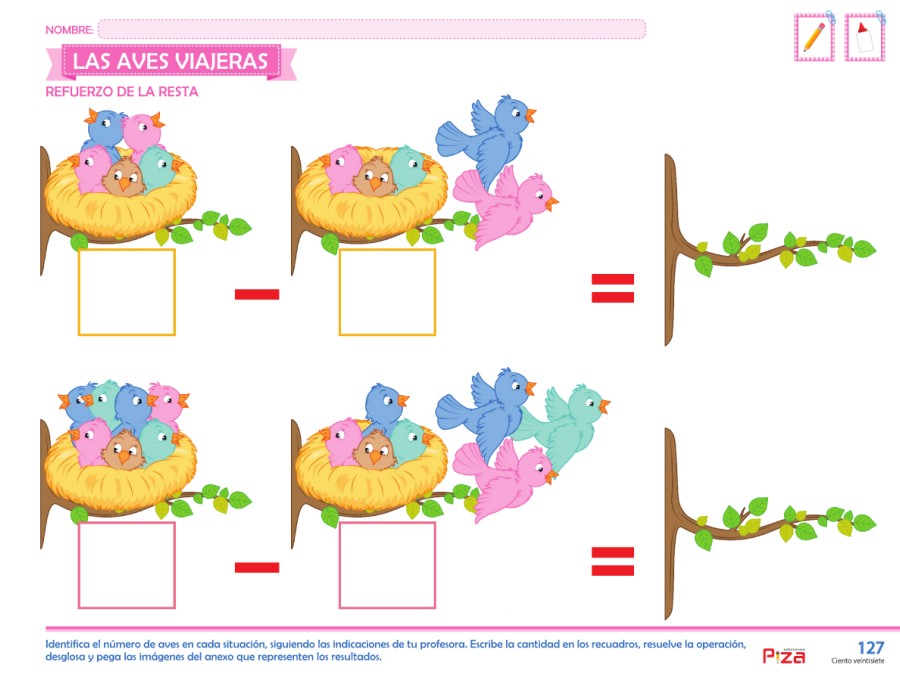 NOMBRE:
LAS AVES VIAJERAS
REFUERZO DE LA RESTA
Identifica el número de aves en cada situación, siguiendo las indicaciones de tu profesora. Escribe la cantidad en los recuadros, resuelve la operación,
desglosa y pega las imágenes del anexo que representen los resultados.
ediciones
Piza
127
Ciento veintisiete